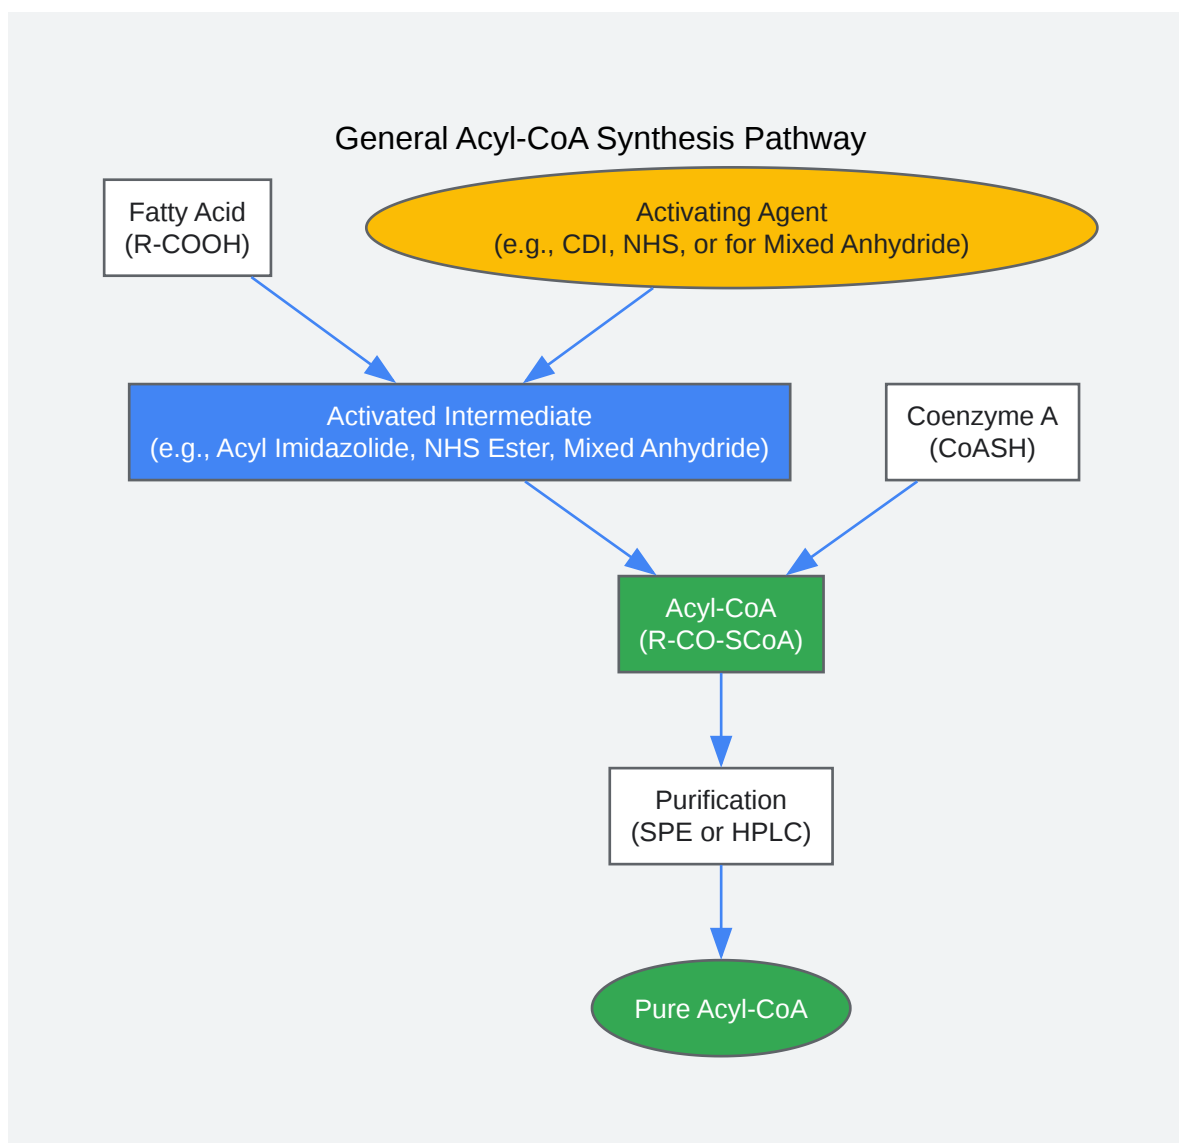 General Acyl-CoA Synthesis Pathway
Fatty Acid
(R-COOH)
Activating Agent
(e.g., CDI, NHS, or for Mixed Anhydride)
Activated Intermediate
(e.g., Acyl Imidazolide, NHS Ester, Mixed Anhydride)
Coenzyme A
(CoASH)
Acyl-CoA
(R-CO-SCoA)
Purification
(SPE or HPLC)
Pure Acyl-CoA